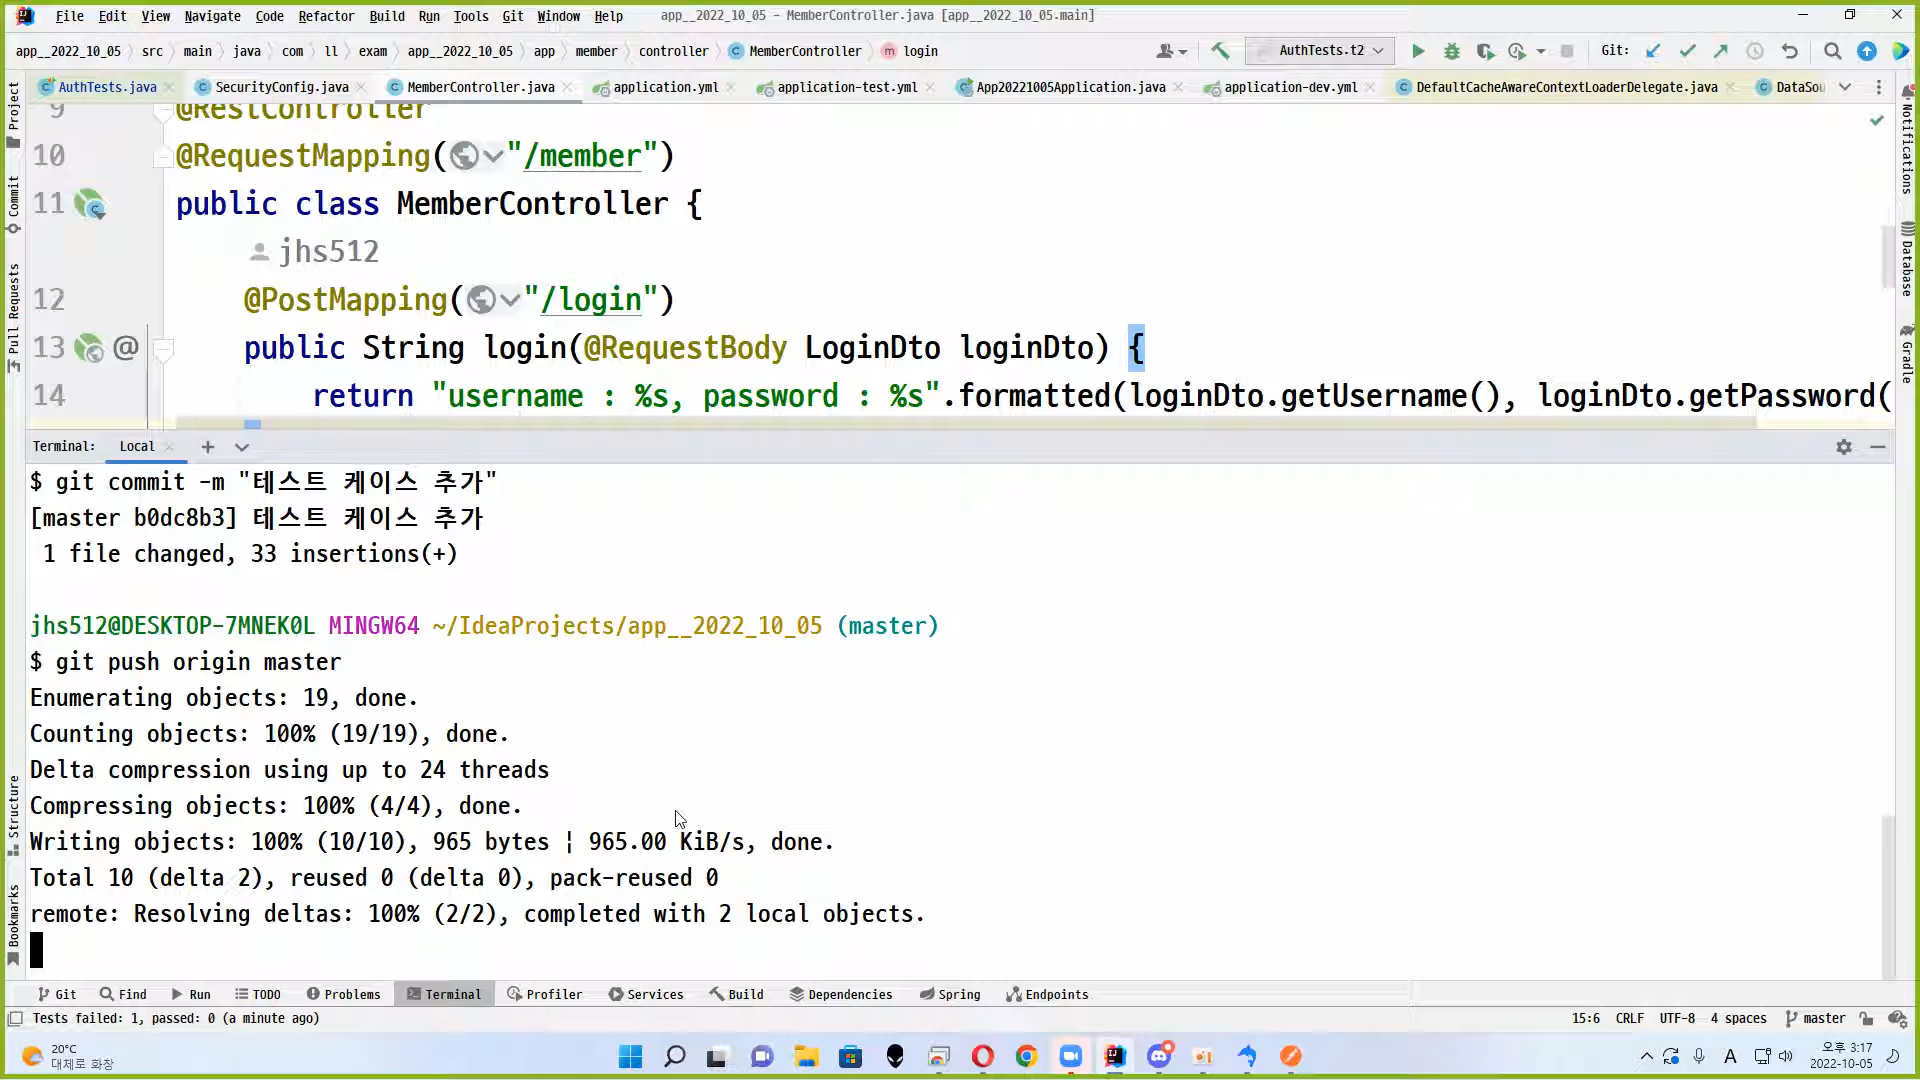 File Edit View Navigate Code Refactor Build Run Tools Git Window Help app__2022_10_05 - MemberController.java [app__2022_10_05.main]
app__2022_10_05 src main java com ll exam app__2022_10_05 app member controller MemberController login AuthTests.t2 Git:
AuthTests.java SecurityConfig.java MemberController.java application.yml application-test.yml App20221005Application.java application-dev.yml DefaultCacheAwareContextLoaderDelegate.java DataSou
Project
Commit
Pull Requests
Structure
Bookmarks
Notifications
Database
Gradle
9 @RestController
10 @RequestMapping("/member")
11 public class MemberController {
jhs512
12 @PostMapping("/login")
13 public String login(@RequestBody LoginDto loginDto) {
14 return "username : %s, password : %s".formatted(loginDto.getUsername(), loginDto.getPassword(
Terminal: Local
$ git commit -m "테스트 케이스 추가"
[master b0dc8b3] 테스트 케이스 추가
1 file changed, 33 insertions(+)
jhs512@DESKTOP-7MNEK0L MINGW64 ~/IdeaProjects/app__2022_10_05 (master)
$ git push origin master
Enumerating objects: 19, done.
Counting objects: 100% (19/19), done.
Delta compression using up to 24 threads
Compressing objects: 100% (4/4), done.
Writing objects: 100% (10/10), 965 bytes ¦ 965.00 KiB/s, done.
Total 10 (delta 2), reused 0 (delta 0), pack-reused 0
remote: Resolving deltas: 100% (2/2), completed with 2 local objects.
Git Find Run TODO Problems Terminal Profiler Services Build Dependencies Spring Endpoints
Tests failed: 1, passed: 0 (a minute ago) 15:6 CRLF UTF-8 4 spaces master
20°C
대체로 화창
A
오후 3:17
2022-10-05